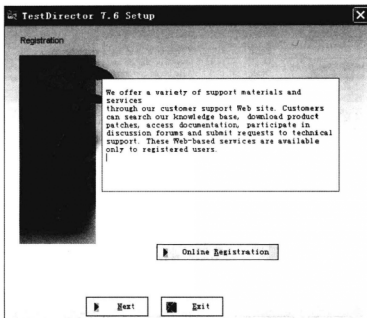 TestDirector 7.6 Setup
Registration
We offer a variety of support materials and
services
through our customer support Web site. Customers
can search our knowledge base, download product
patches, access documentation, participate in
discussion forums and submit requests to technical
support. These Web-based services are available
only to registered users.
Online Registration
Next
Exit